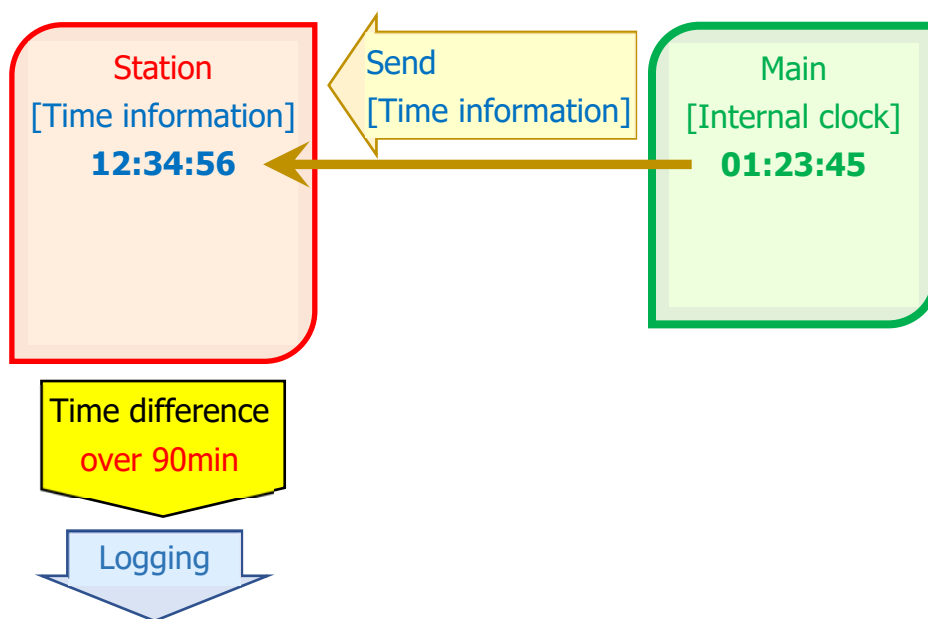 Station
[Time information]
12:34:56
Send
[Time information]
Main
[Internal clock]
01:23:45
Time difference
over 90min
Logging